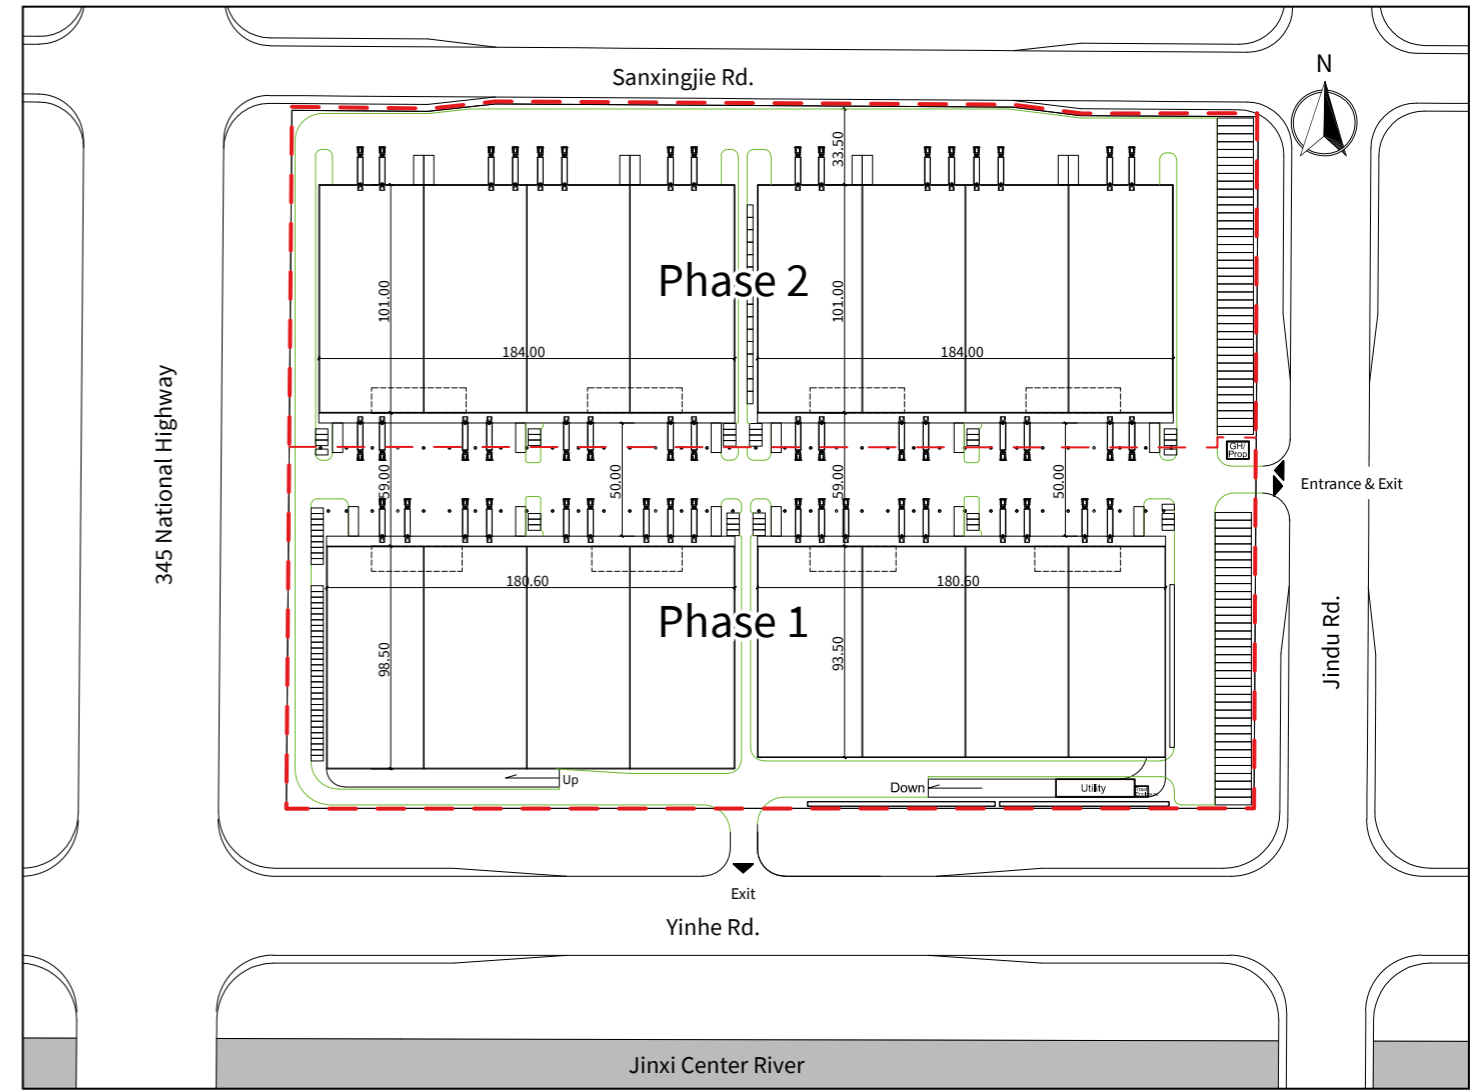 Sanxingjie Rd.
N
33.50
Phase 2
101.00
101.00
184.00
184.00
345 National Highway
GH/
Prop
59.00
50.00
59.00
50.00
Entrance & Exit
180.60
180.60
Phase 1
98.50
93.50
Jindu Rd.
Up
Down
Utility
Exit
Yinhe Rd.
Jinxi Center River